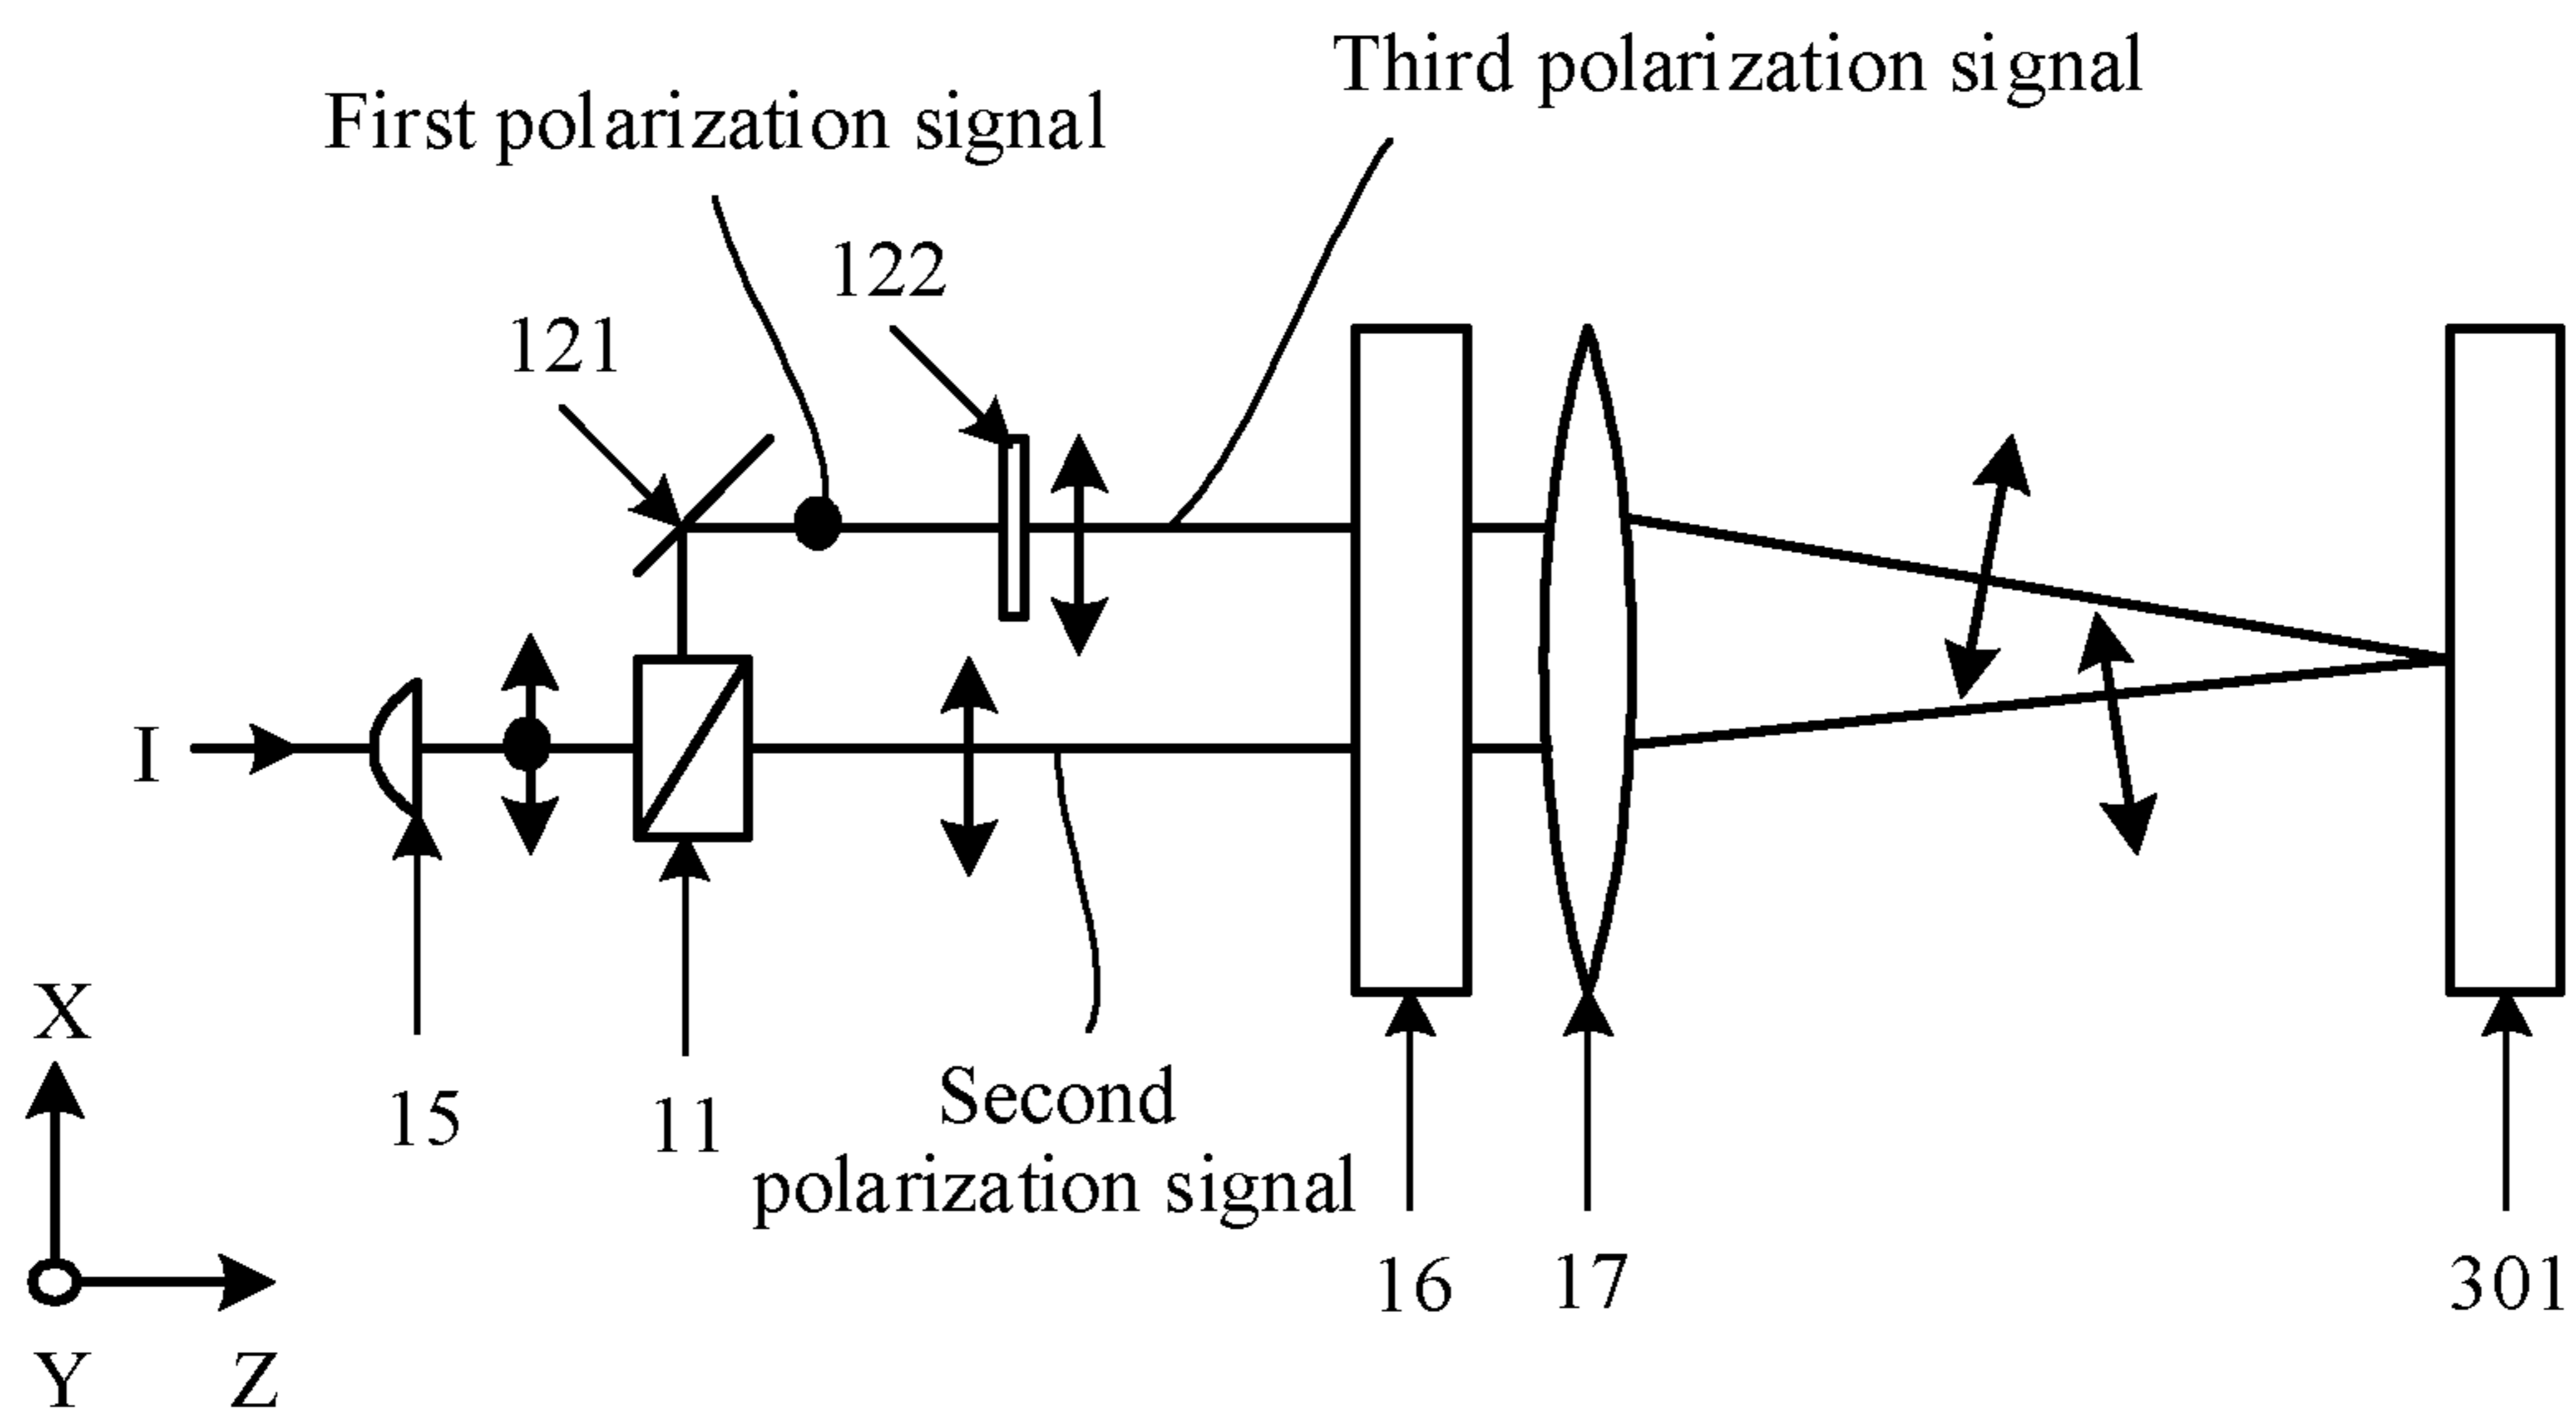 Third polarization signal
First polarization signal
122
121
I
X
15
11
Second
polarization signal
16
17
301
Y
Z